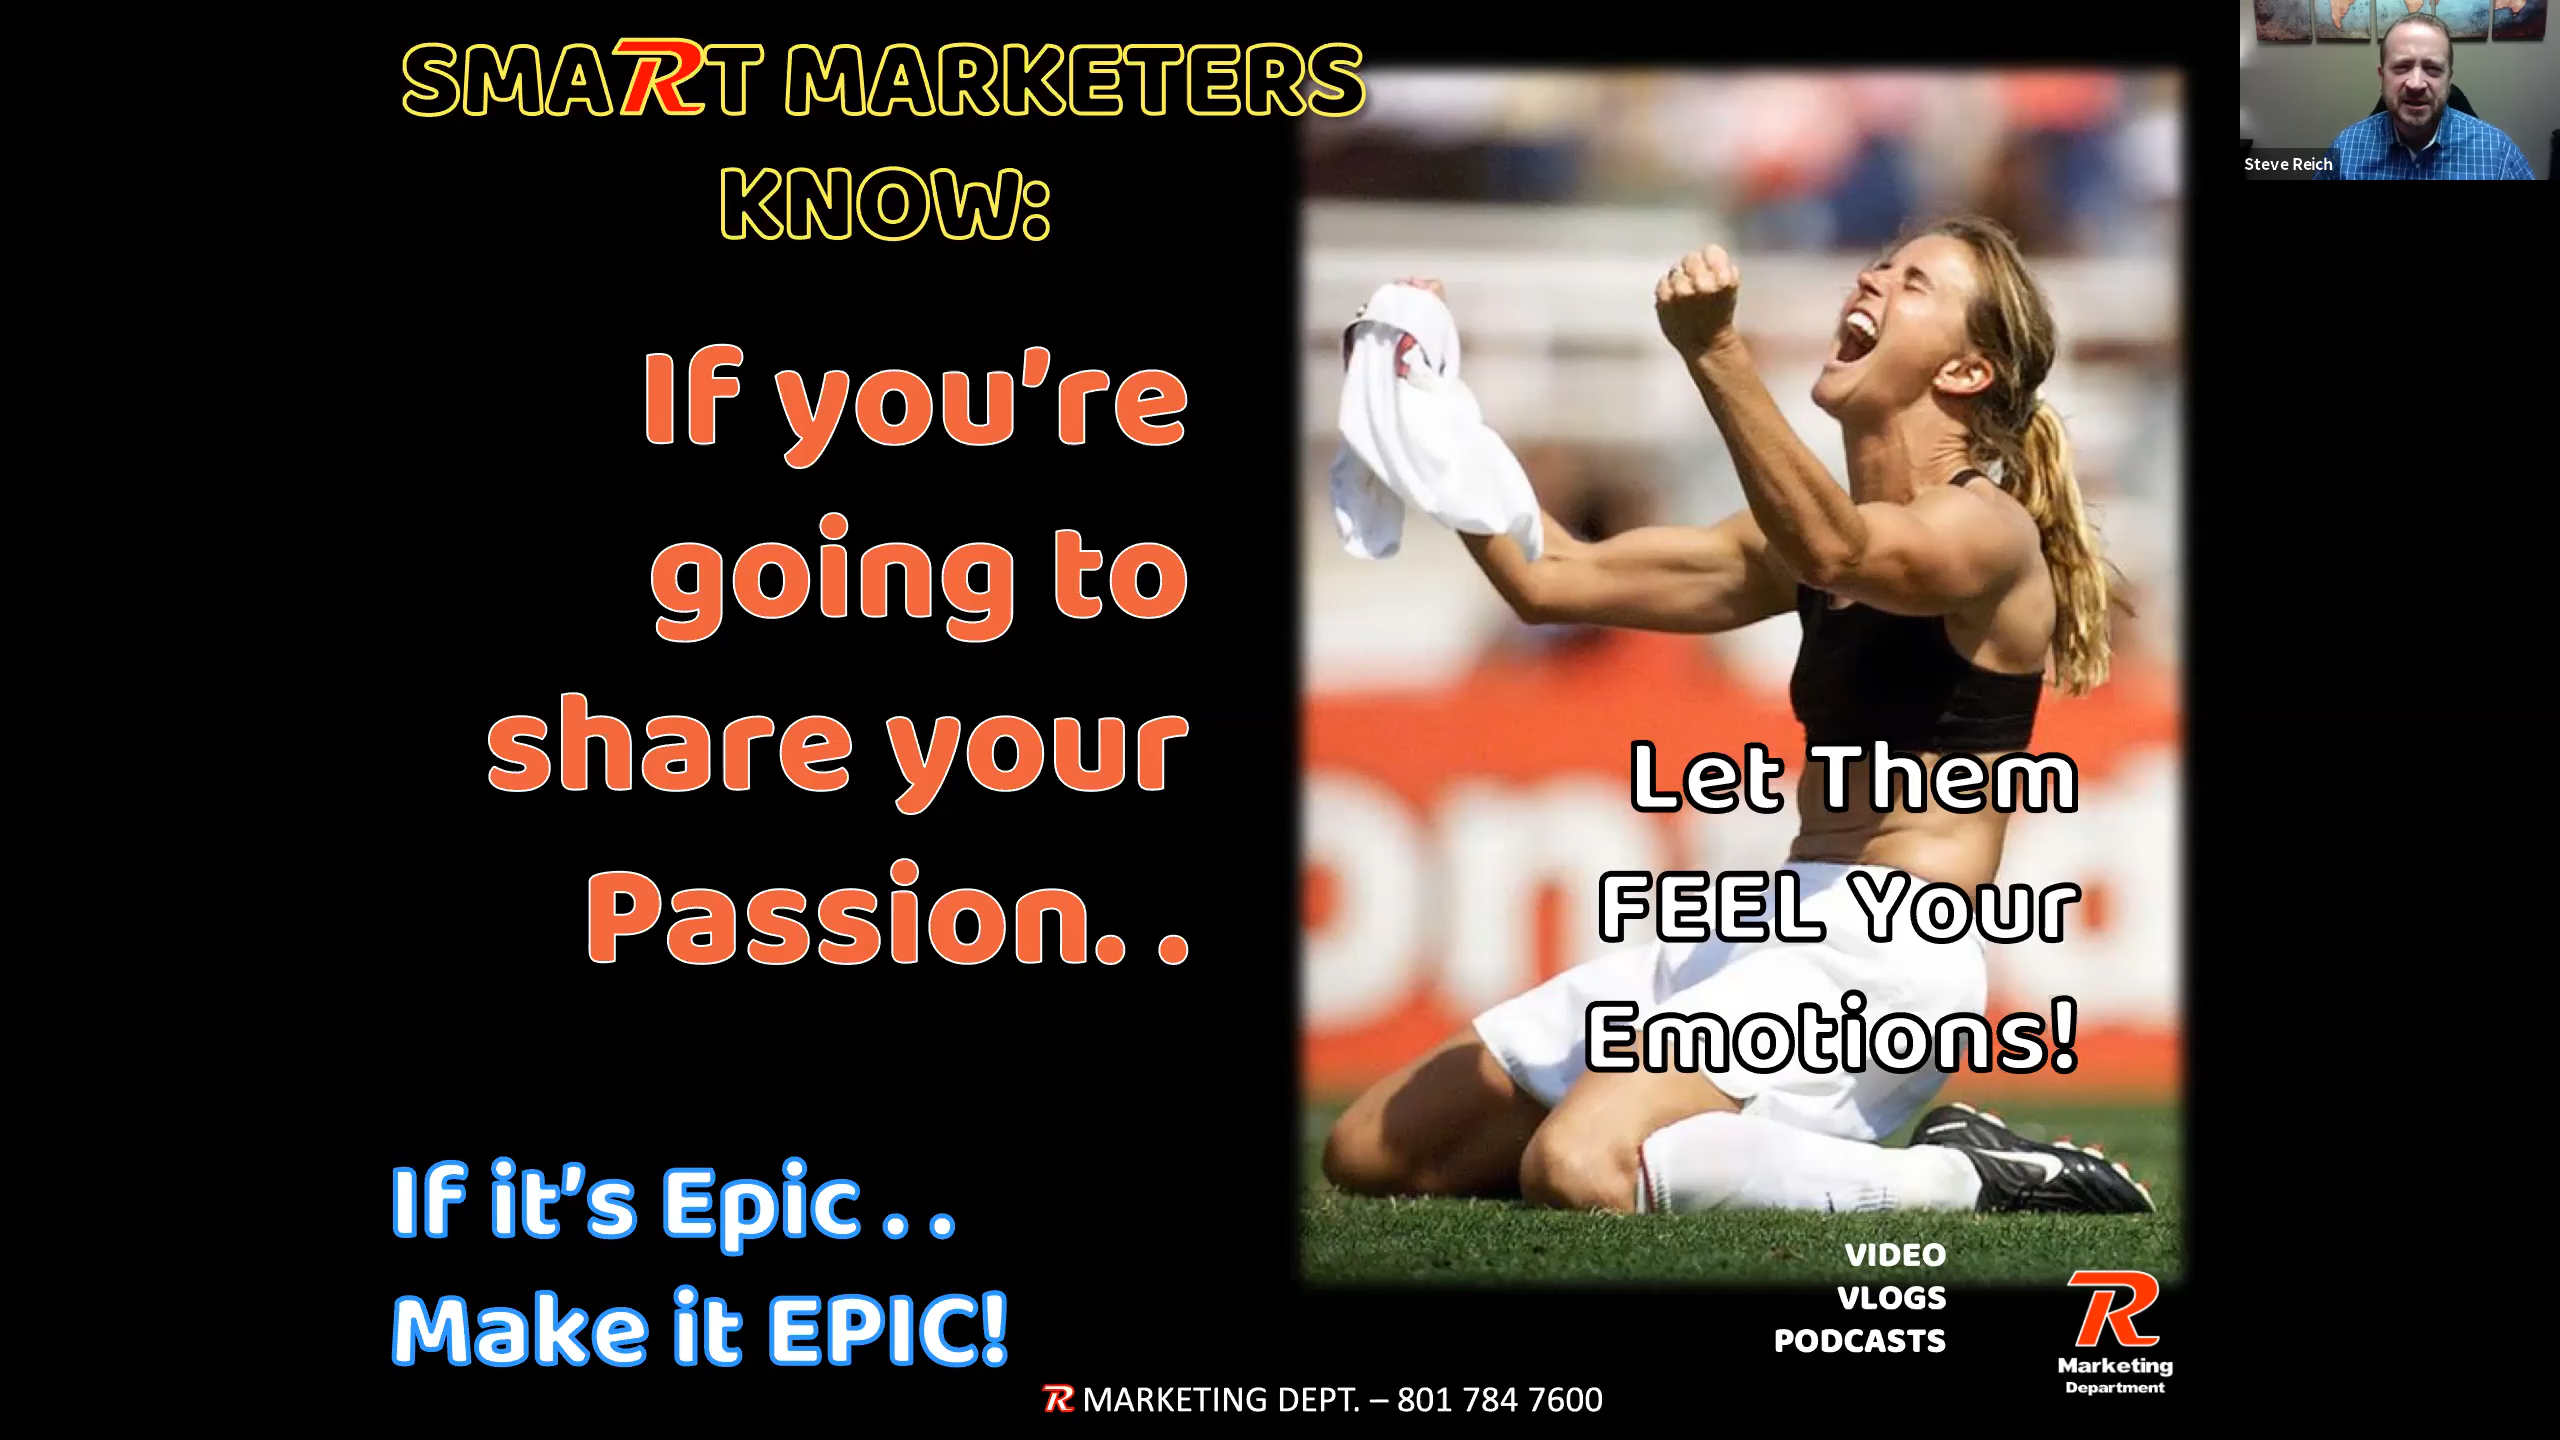 SMART MARKETERS
KNOW:
If you’re
going to
share your
Passion. .
Let Them
FEEL Your
Emotions!
If it’s Epic . .
Make it EPIC!
VIDEO
VLOGS
PODCASTS
R
Marketing
Department
R MARKETING DEPT. – 801 784 7600
Steve Reich